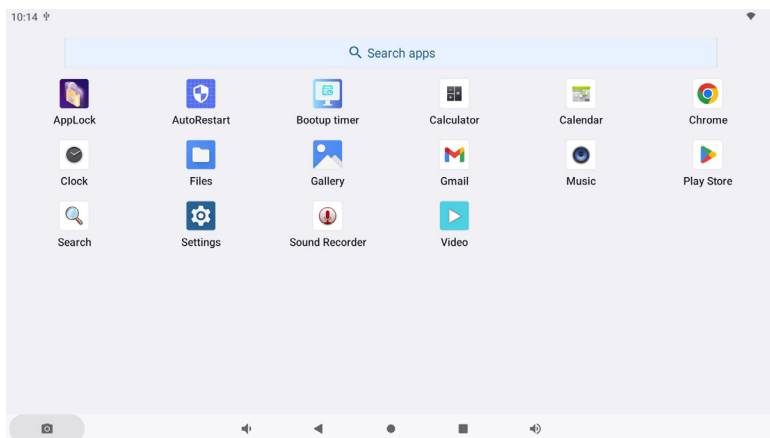 10:14
Search apps
AppLock AutoRestart Bootup timer Calculator Calendar Chrome
Clock Files Gallery Gmail Music Play Store
Search Settings Sound Recorder Video